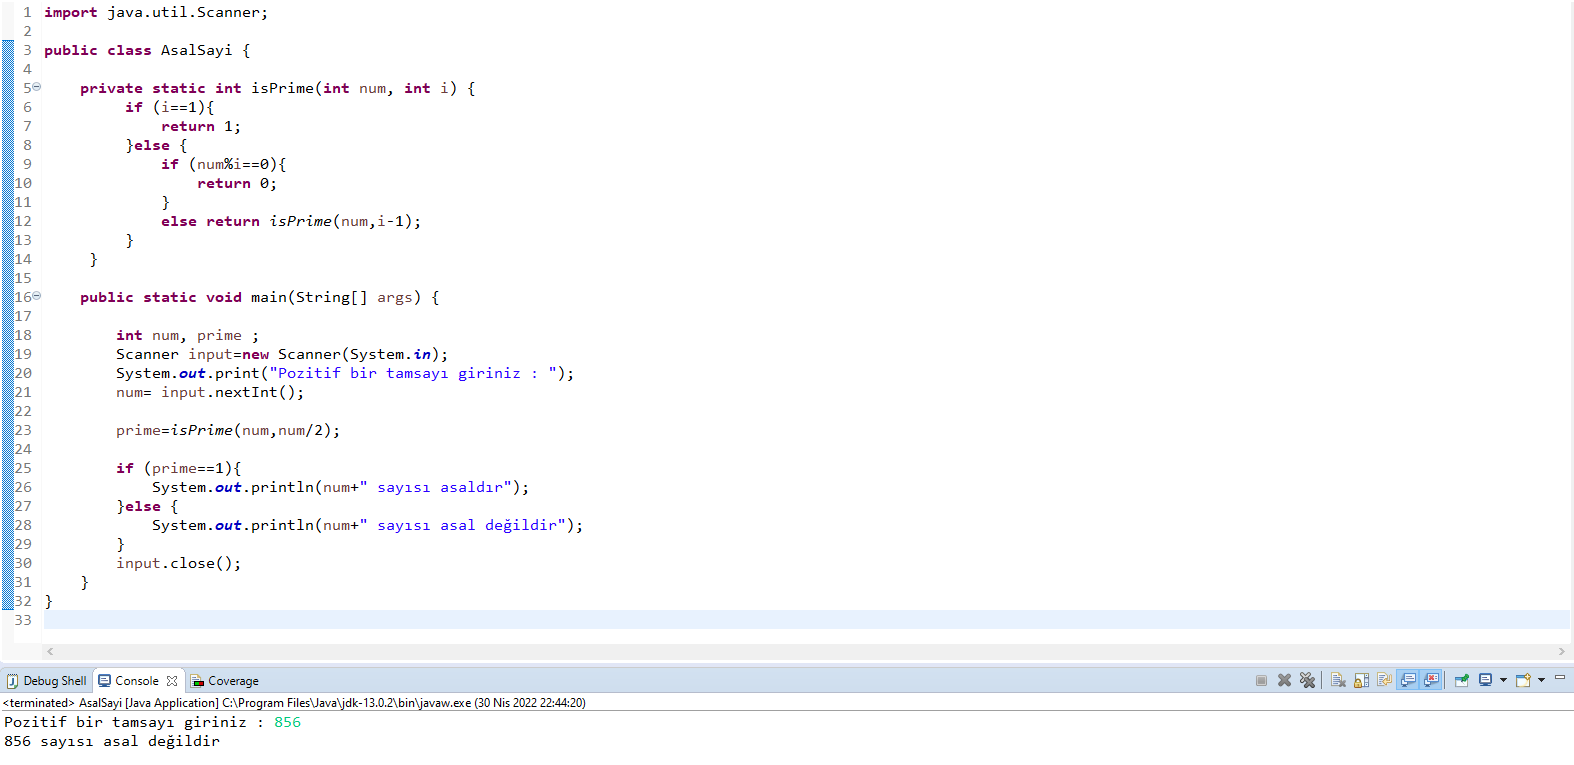 1 import java.util.Scanner;
2
3 public class AsalSayi {
4
5 private static int isPrime(int num, int i) {
6 if (i==1){
7 return 1;
8 }else {
9 if (num%i==0){
10 return 0;
11 }
12 else return isPrime(num,i-1);
13 }
14 }
15
16 public static void main(String[] args) {
17
18 int num, prime ;
19 Scanner input=new Scanner(System.in);
20 System.out.print("Pozitif bir tamsayı giriniz : ");
21 num= input.nextInt();
22
23 prime=isPrime(num,num/2);
24
25 if (prime==1){
26 System.out.println(num+" sayısı asaldır");
27 }else {
28 System.out.println(num+" sayısı asal değildir");
29 }
30 input.close();
31 }
32 }
33
Debug Shell Console Coverage
<terminated> AsalSayi [Java Application] C:\Program Files\Java\jdk-13.0.2\bin\javaw.exe (30 Nis 2022 22:44:20)
Pozitif bir tamsayı giriniz : 856
856 sayısı asal değildir